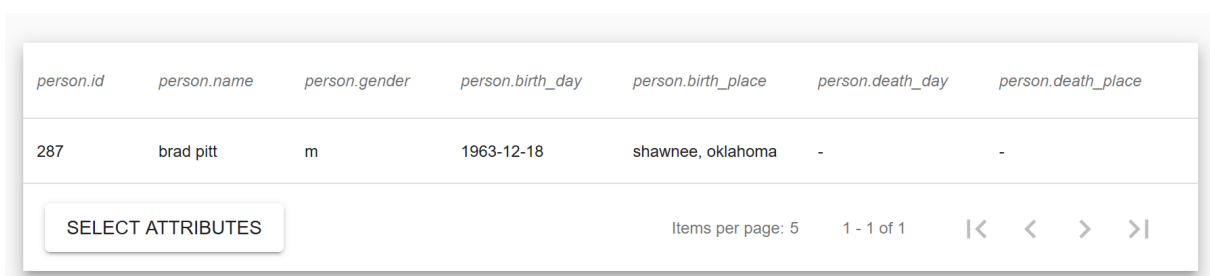 person.id person.name person.gender person.birth_day person.birth_place person.death_day person.death_place
287 brad pitt m 1963-12-18 shawnee, oklahoma - -
SELECT ATTRIBUTES Items per page: 5 1 - 1 of 1